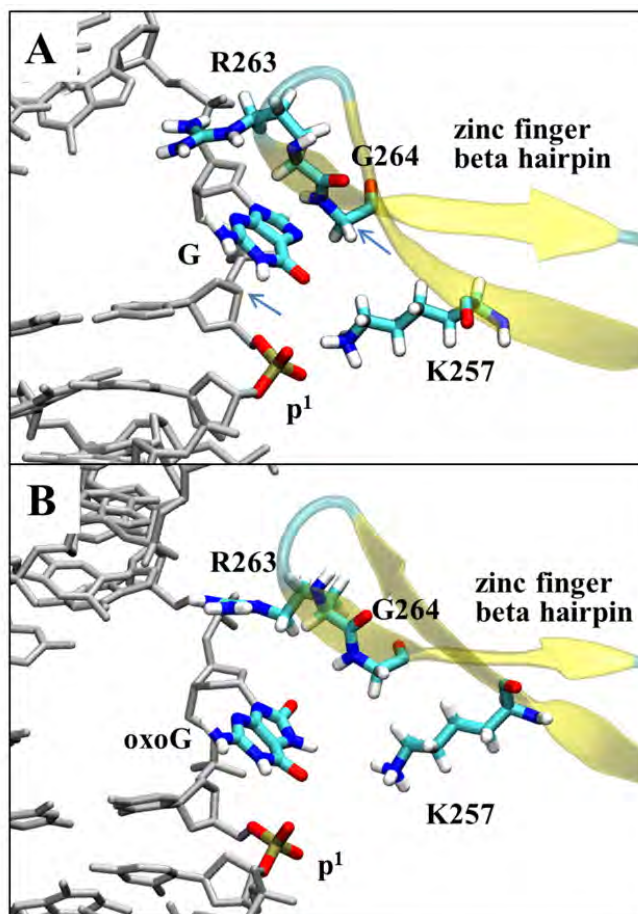 A
R263
G264
zinc finger
beta hairpin
G
K257
p¹
B
R263
G264
zinc finger
beta hairpin
oxoG
K257
p¹